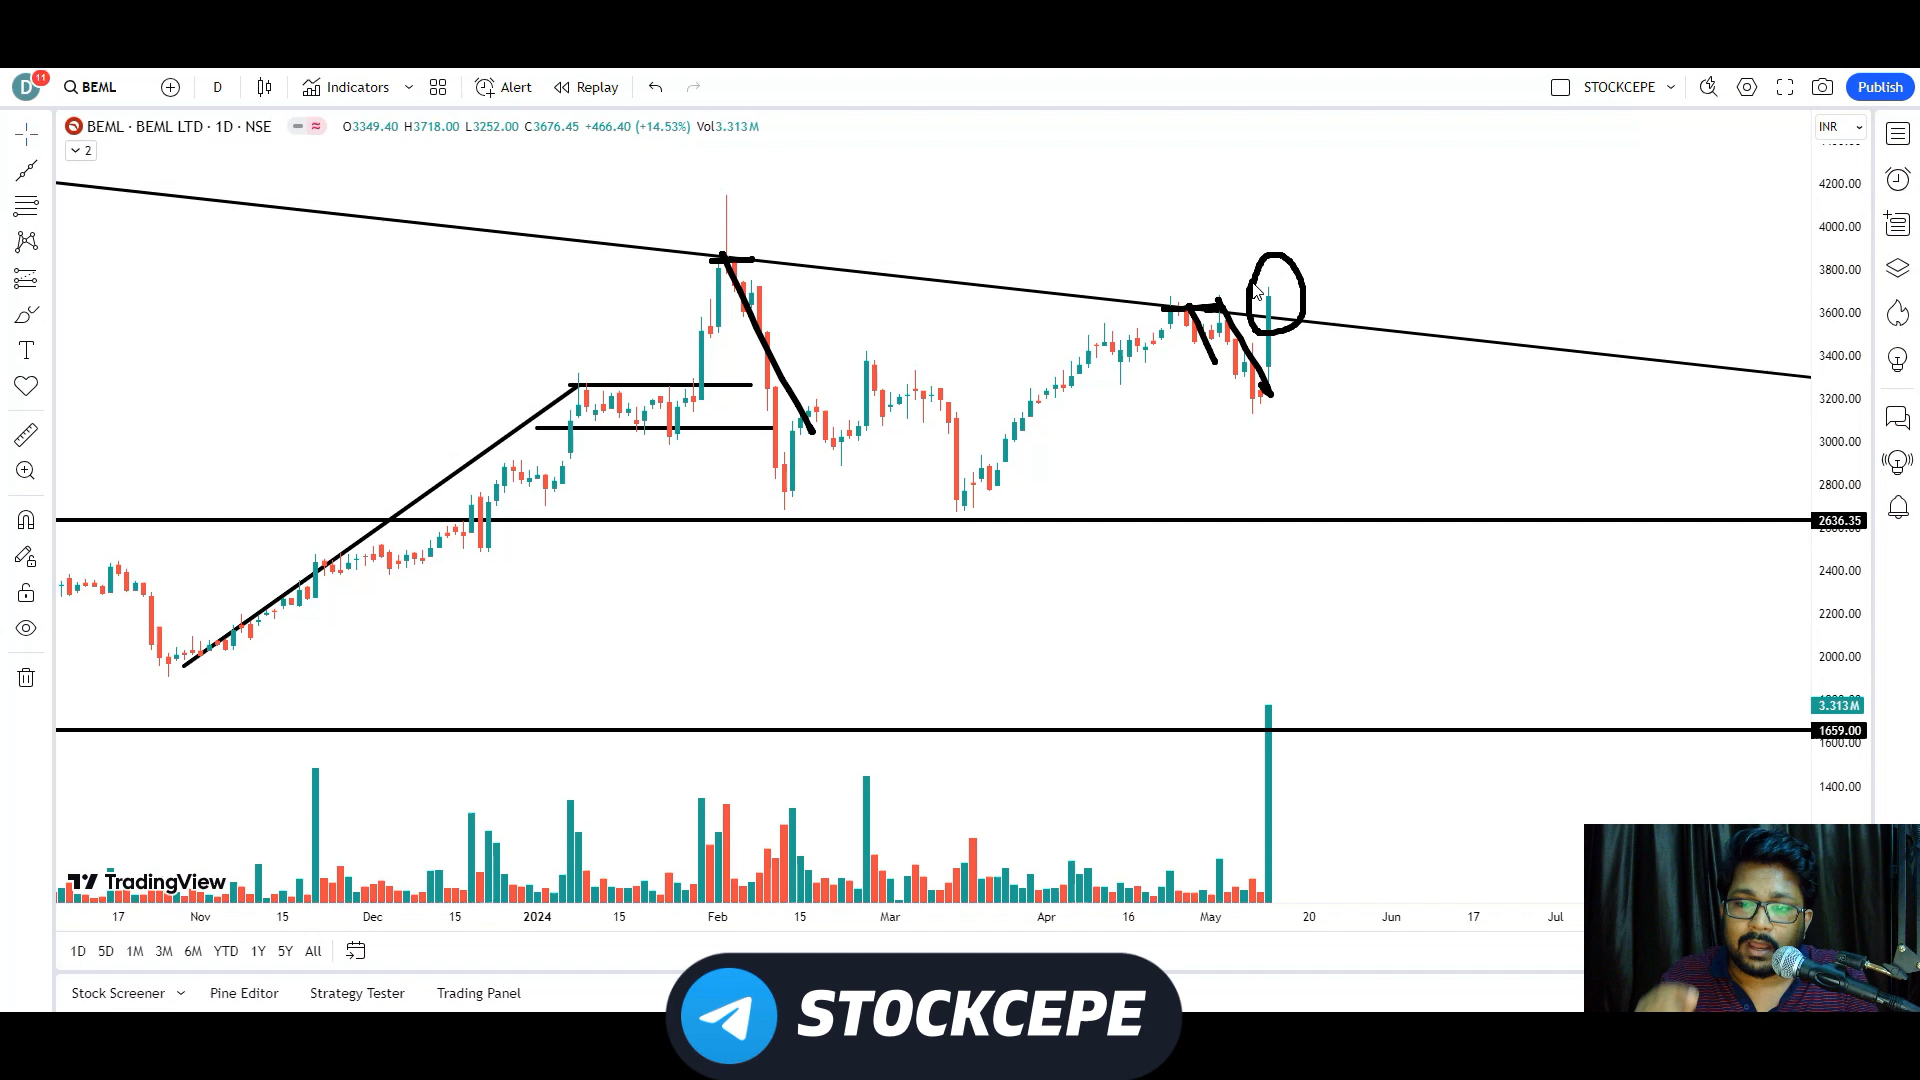 D 11 BEML D Indicators Alert Replay STOCKCEPE Publish
BEML · BEML LTD · 1D · NSE O3349.40 H3718.00 L3252.00 C3676.45 +466.40 (+14.53%) Vol3.313M INR
2
4200.00
4000.00
3800.00
3600.00
3400.00
3200.00
3000.00
2800.00
2636.35
2400.00
2200.00
2000.00
3.313M
1659.00
1600.00
1400.00
TradingView
17 Nov 15 Dec 15 2024 15 Feb 15 Mar Apr 16 May 20 Jun 17 Jul
1D 5D 1M 3M 6M YTD 1Y 5Y All
Stock Screener Pine Editor Strategy Tester Trading Panel
STOCKCEPE